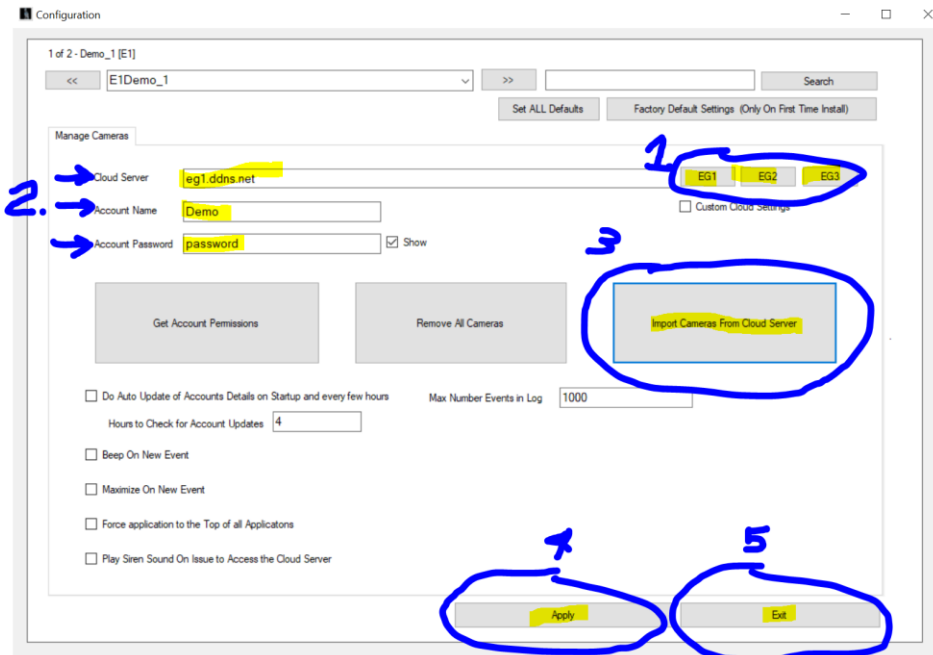 Configuration
1 of 2 - Demo_1 [E1]
<< E1Demo_1 >> Search
Set ALL Defaults Factory Default Settings (Only On First Time Install)
Manage Cameras
1.
Cloud Server eg1.ddns.net EG1 EG2 EG3
2.
Account Name Demo Custom Cloud Settings
Account Password password Show
3
Get Account Permissions Remove All Cameras Import Cameras From Cloud Server
Do Auto Update of Accounts Details on Startup and every few hours Max Number Events in Log 1000
Hours to Check for Account Updates 4
Beep On New Event
Maximize On New Event
Force application to the Top of all Applicatons
Play Siren Sound On Issue to Access the Cloud Server
4 5
Apply Exit